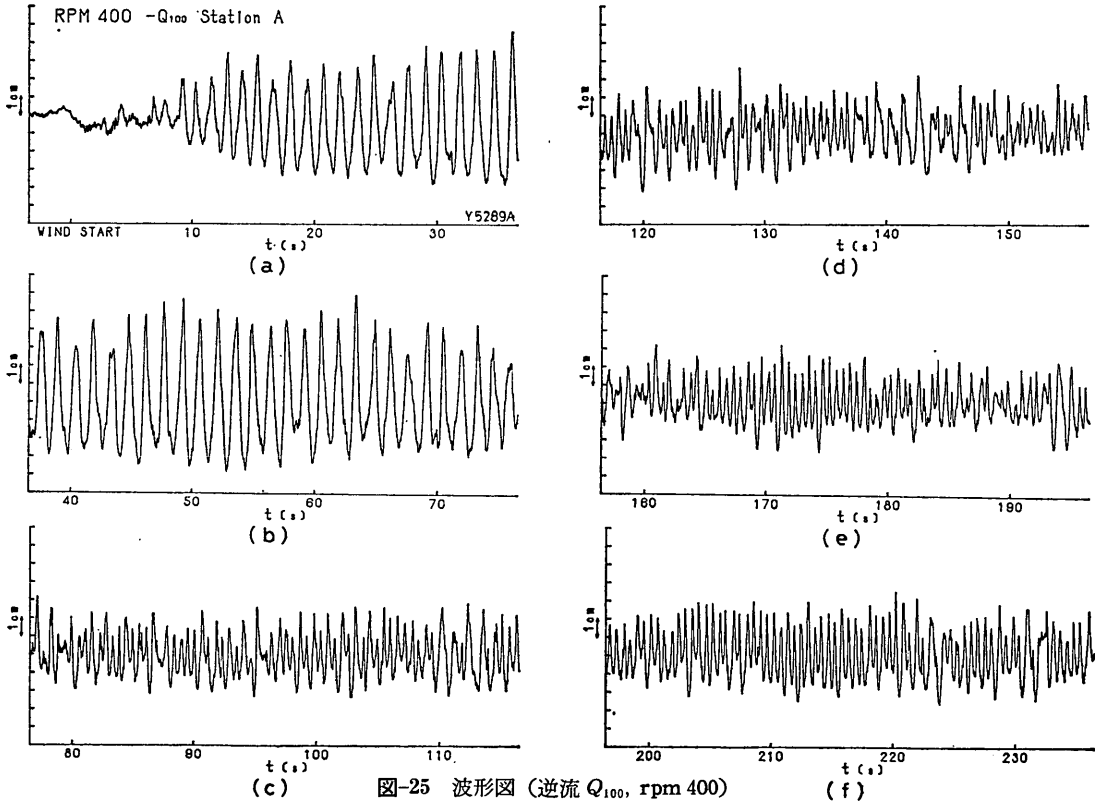 RPM 400 -Q₁₀₀ Station A
1cm
Y5289A
WIND START 10 20 30
t(s)
(a)
1cm
40 50 60 70
t(s)
(b)
1cm
80 90 100 110
t(s)
(c)
1cm
120 130 140 150
t(s)
(d)
1cm
160 170 180 190
t(s)
(e)
1cm
200 210 220 230
t(s)
(f)
図-25 波形図(逆流 Q₁₀₀, rpm 400)